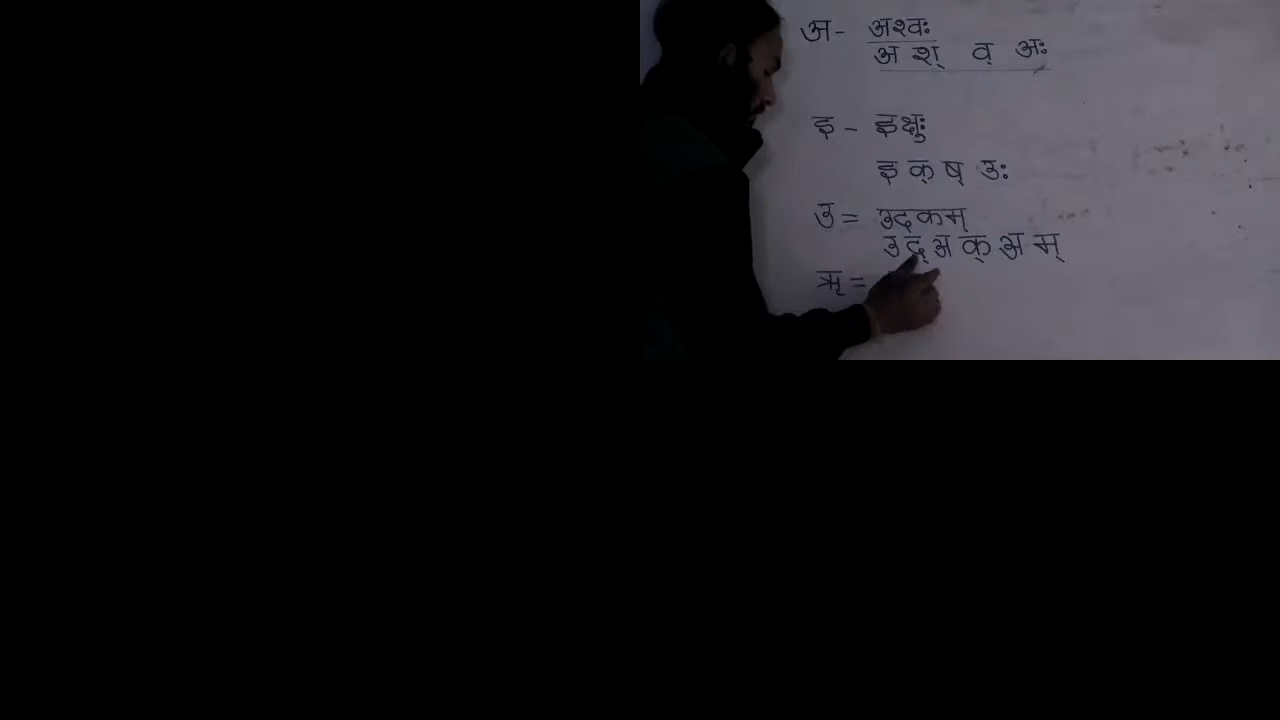 अ - अश्वः
अ श् व् अः
इ - इक्षुः
इ क् ष् उः
उ = उदकम्
उ द् अ क् अ म्
ऋ =